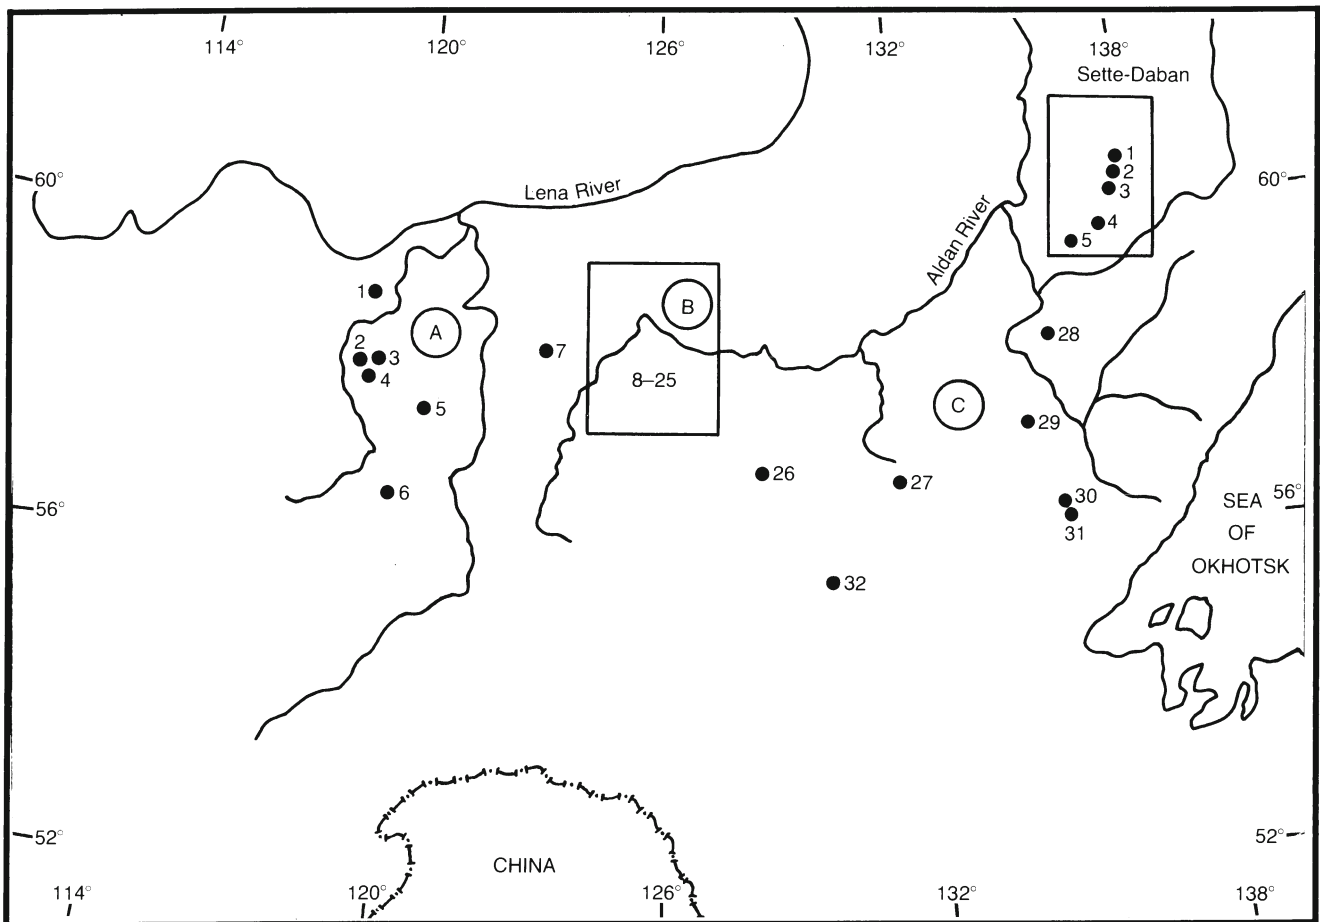 114° 120° 126° 132° 138°
Sette-Daban
1
60° Lena River 2 60°
3
Aldan River
4
5
1
B
A
28
2 3 7
4 8–25
5 C
29
26
6 27 30 56°
56° SEA
31 OF
OKHOTSK
32
52° 52°
CHINA
114° 120° 126° 132° 138°